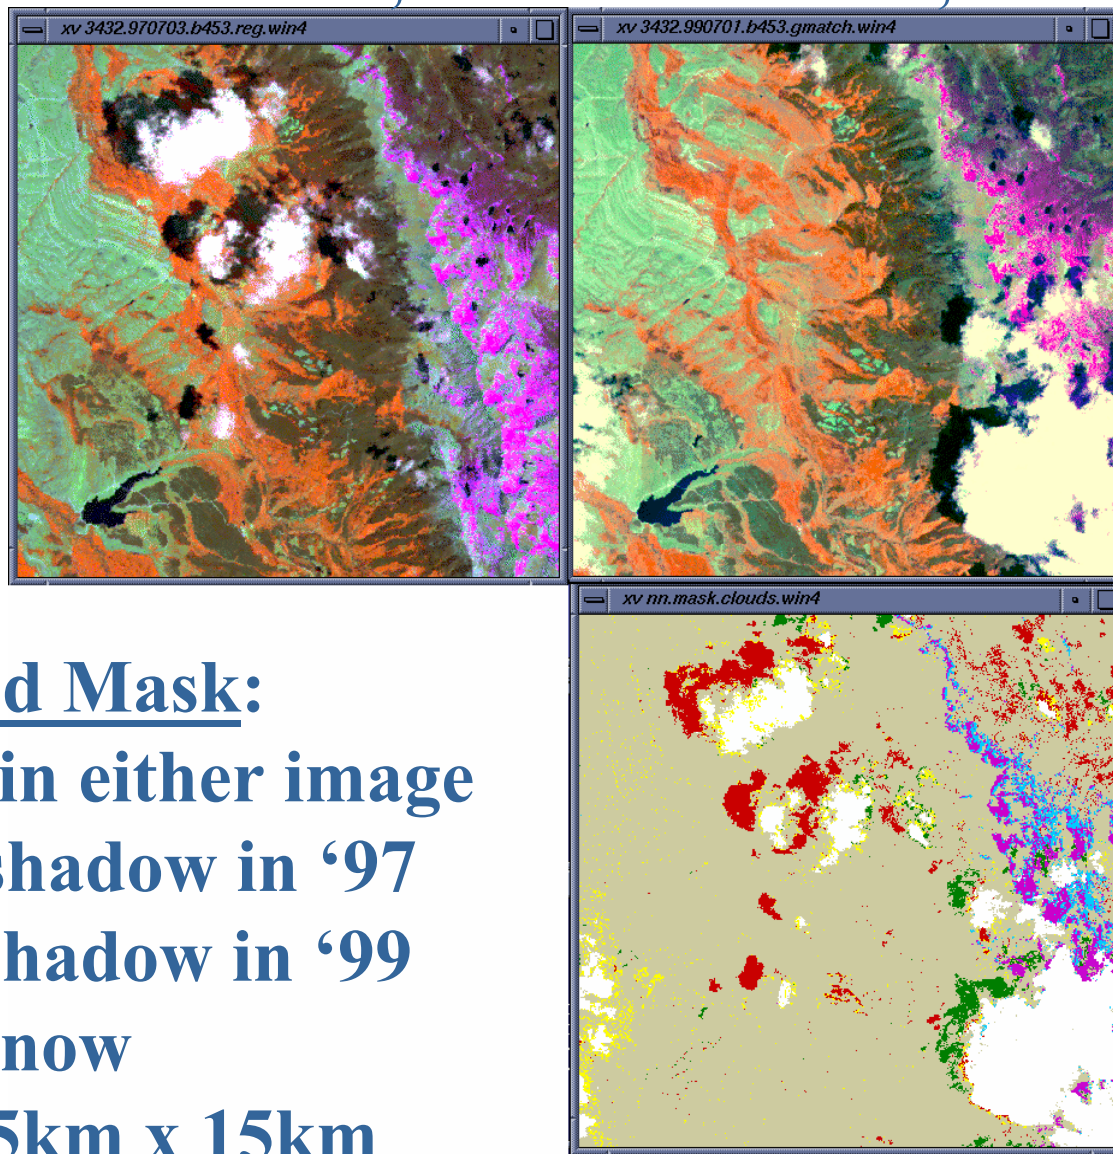 xv 3432.970703.b453.reg.win4
xv 3432.990701.b453.gmatch.win4
xv nn.mask.clouds.win4
d Mask:
in either image
shadow in ‘97
hadow in ‘99
now
5km x 15km